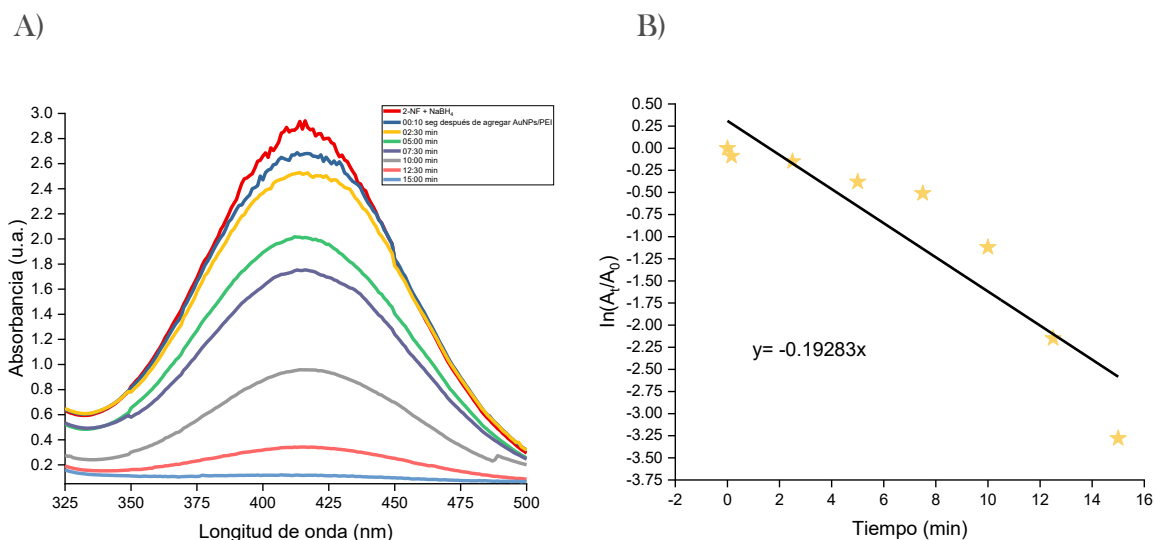 A)
B)
2-NF + NaBH₄
00:10 seg después de agregar AuNPs/PEI
02:30 min
05:00 min
07:30 min
10:00 min
12:30 min
15:00 min
Absorbancia (u.a.)
3.0
2.8
2.6
2.4
2.2
2.0
1.8
1.6
1.4
1.2
1.0
0.8
0.6
0.4
0.2
325 350 375 400 425 450 475 500
Longitud de onda (nm)
ln(Aₜ/A₀)
0.50
0.25
0.00
-0.25
-0.50
-0.75
-1.00
-1.25
-1.50
-1.75
-2.00
-2.25
-2.50
-2.75
-3.00
-3.25
-3.50
-3.75
y= -0.19283x
-2 0 2 4 6 8 10 12 14 16
Tiempo (min)